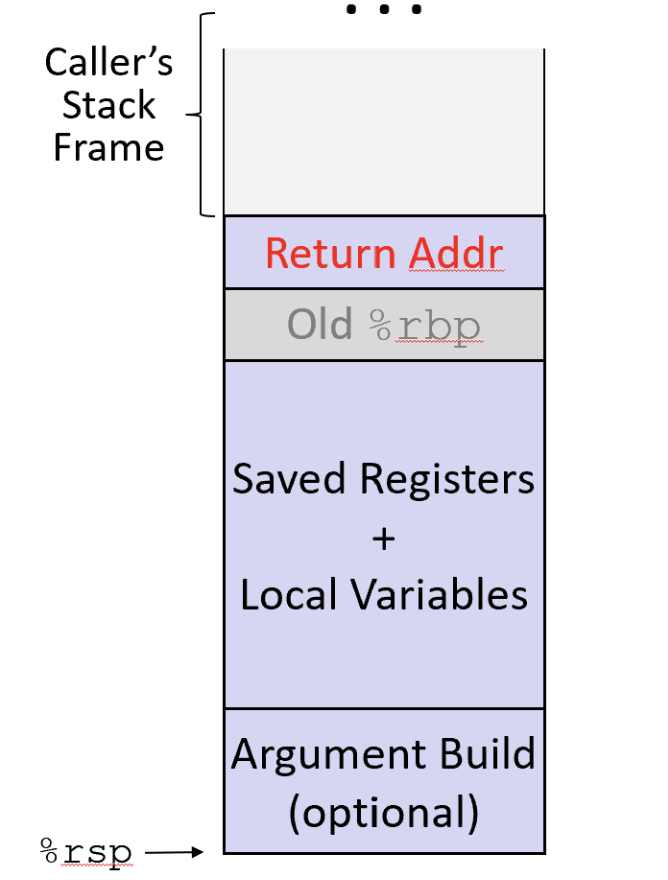 • • •
Caller’s
Stack
Frame
Return Addr
Old %rbp
Saved Registers
+
Local Variables
Argument Build
(optional)
%rsp